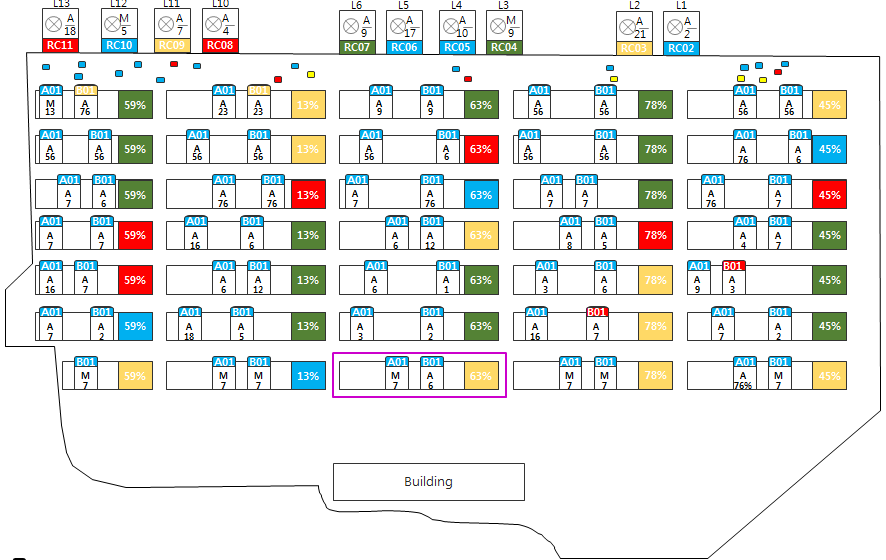 L13 L12 L11 L10 L6 L5 L4 L3 L2 L1
A M A A A A A M A A
18 5 7 4 9 17 10 9 21 2
RC11 RC10 RC09 RC08 RC07 RC06 RC05 RC04 RC03 RC02
A01 B01 A01 B01 A01 B01 A01 B01 A01 B01
M A 59% A A 13% A A 63% A A 78% A A 45%
13 76 23 23 9 9 56 56 56 56
A01 B01 A01 B01 A01 B01 A01 B01 A01 B01
A A 59% A A 13% A A 63% A A 78% A A 45%
56 56 56 56 56 6 56 56 76 6
A01 B01 A01 B01 A01 B01 A01 B01 A01 B01
A A 59% A A 13% A A 63% A A 78% A A 45%
7 6 76 76 7 76 7 7 76 7
A01 B01 A01 B01 A01 B01 A01 B01 A01 B01
A A 59% A A 13% A A 63% A A 78% A A 45%
7 7 16 6 6 12 8 5 4 7
A01 B01 A01 B01 A01 B01 A01 B01 A01 B01
A A 59% A A 13% A A 63% A A 78% A A 45%
16 7 6 12 6 1 3 6 9 3
A01 B01 A01 B01 A01 B01 A01 B01 A01 B01
A A 59% A A 13% A A 63% A A 78% A A 45%
7 2 18 5 3 2 16 7 7 2
B01 A01 B01 A01 B01 A01 B01 A01 B01
M 59% M M 13% M A 63% M M 78% A M 45%
7 7 7 7 6 7 7 76% 7
Building